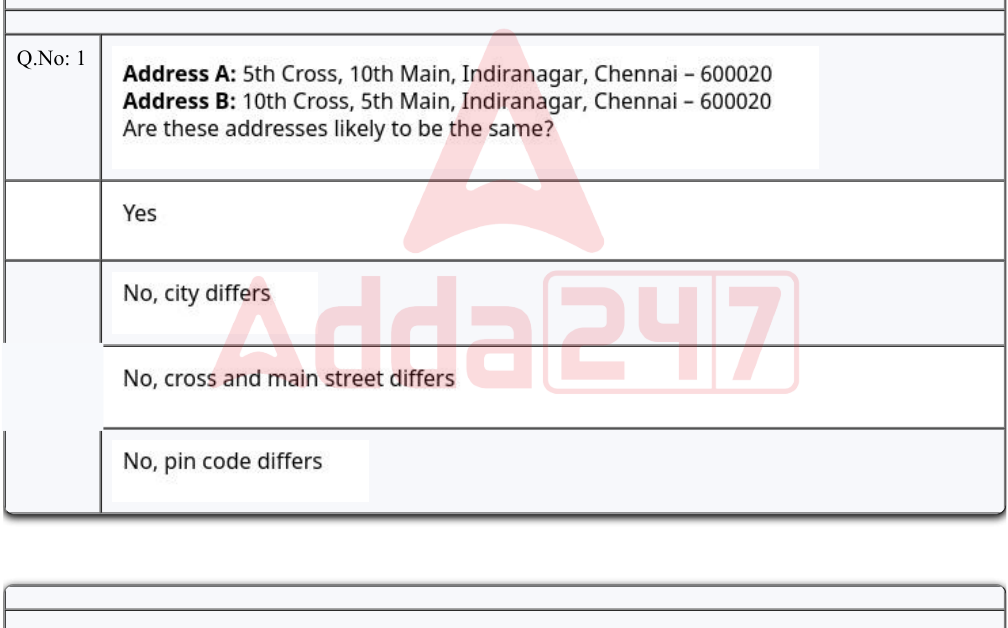 Q.No: 1
Address A: 5th Cross, 10th Main, Indiranagar, Chennai – 600020
Address B: 10th Cross, 5th Main, Indiranagar, Chennai – 600020
Are these addresses likely to be the same?
Yes
No, city differs
Adda247
No, cross and main street differs
No, pin code differs